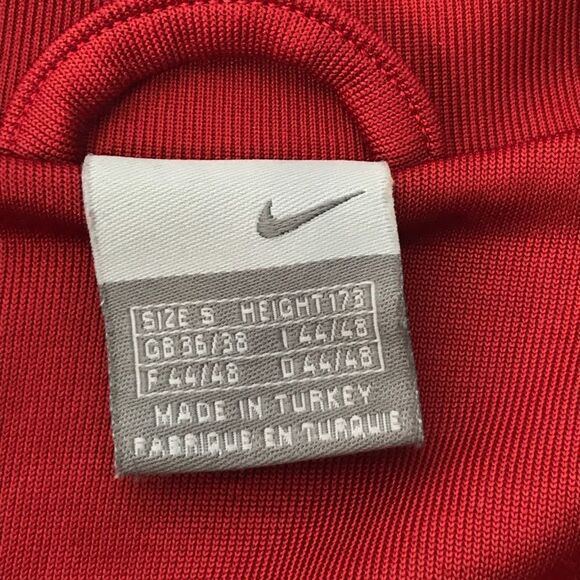 SIZE S HEIGHT 173
GB 36/38 I 44/48
F 44/48 D 44/48
MADE IN TURKEY
FABRIQUE EN TURQUIE